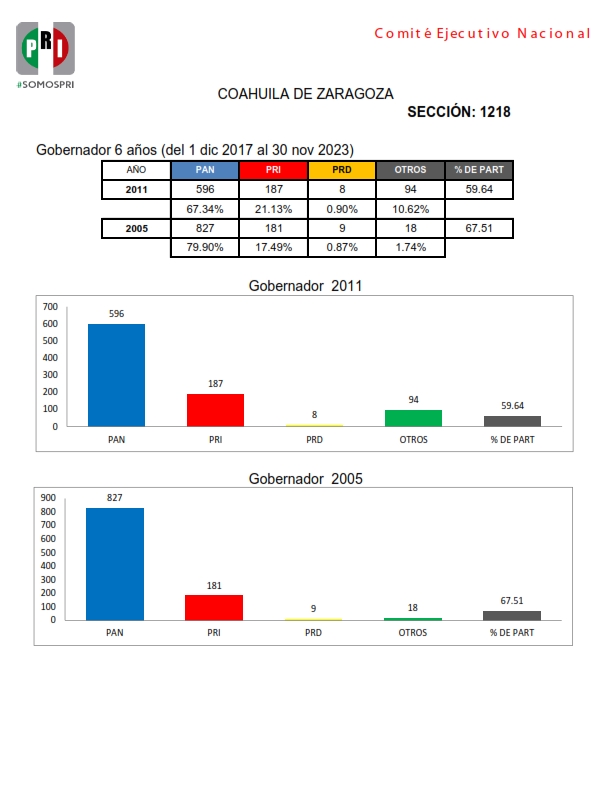 PRI
#SOMOSPRI
Comité Ejecutivo Nacional
COAHUILA DE ZARAGOZA
SECCIÓN: 1218
Gobernador 6 años (del 1 dic 2017 al 30 nov 2023)
AÑO PAN PRI PRD OTROS % DE PART
2011 596 187 8 94 59.64
67.34% 21.13% 0.90% 10.62%
2005 827 181 9 18 67.51
79.90% 17.49% 0.87% 1.74%
Gobernador 2011
700
600
500
400
300
200
100
0
596
187
8
94
59.64
PAN PRI PRD OTROS % DE PART
Gobernador 2005
900
800
700
600
500
400
300
200
100
0
827
181
9
18
67.51
PAN PRI PRD OTROS % DE PART